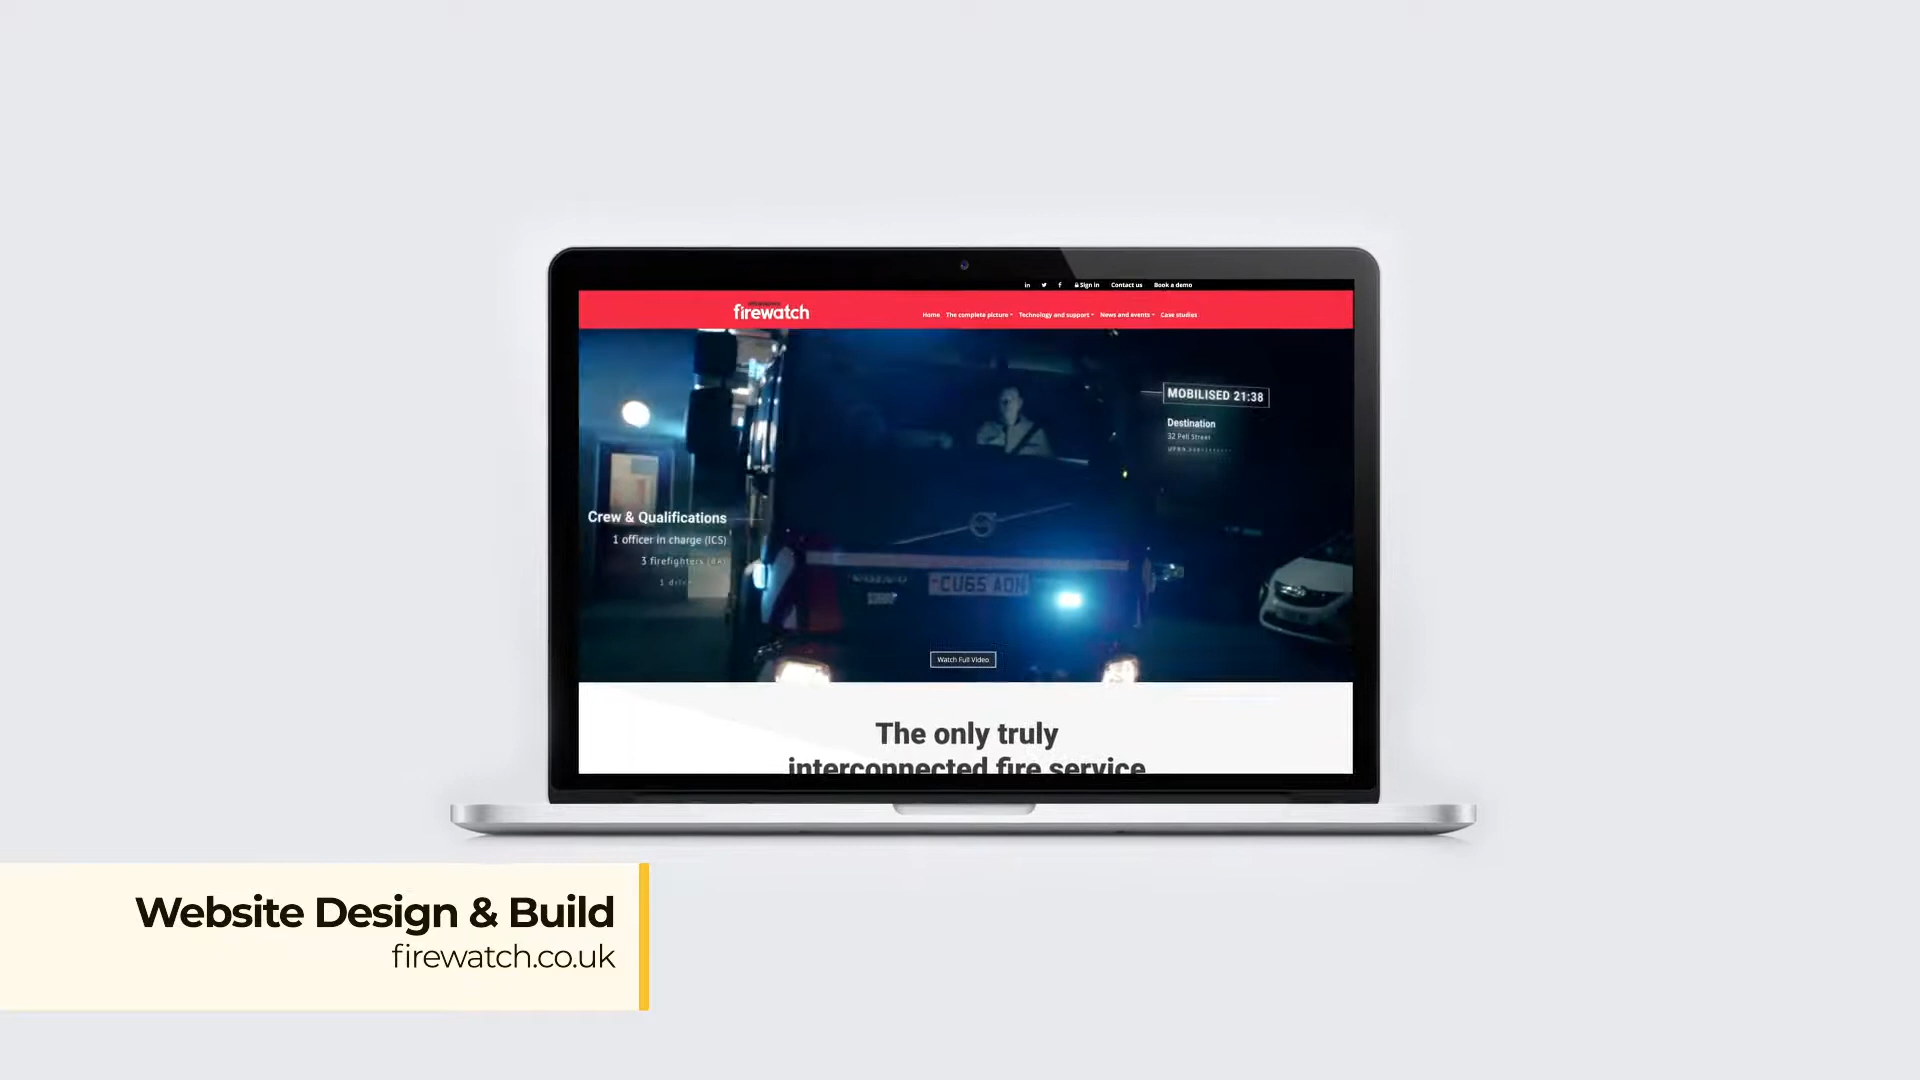 Sign in Contact us Book a demo
firewatch
Home The complete picture Technology and support News and events Case studies
MOBILISED 21:38
Destination
32 Pell Street
Crew & Qualifications
1 officer in charge (ICS)
3 firefighters (BA)
1
CU65 AON
Watch Full Video
The only truly
interconnected fire service
Website Design & Build
firewatch.co.uk